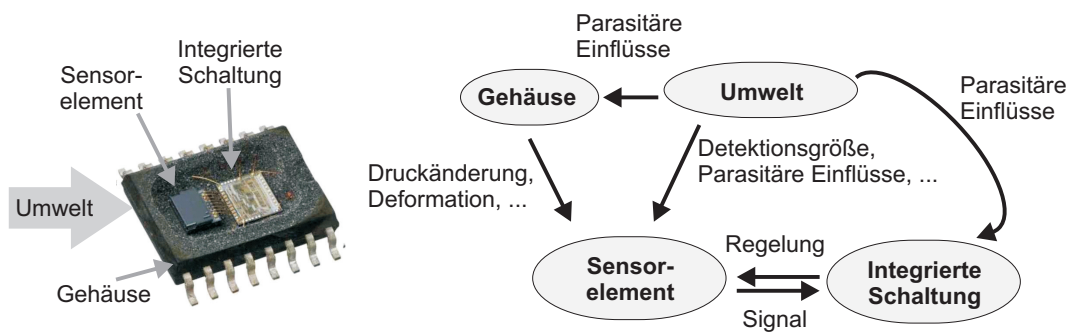 Integrierte
Schaltung
Sensor-
element
Umwelt
Gehäuse
Parasitäre
Einflüsse
Gehäuse
Umwelt
Parasitäre
Einflüsse
Druckänderung,
Deformation, ...
Detektionsgröße,
Parasitäre Einflüsse, ...
Sensor-
element
Regelung
Signal
Integrierte
Schaltung